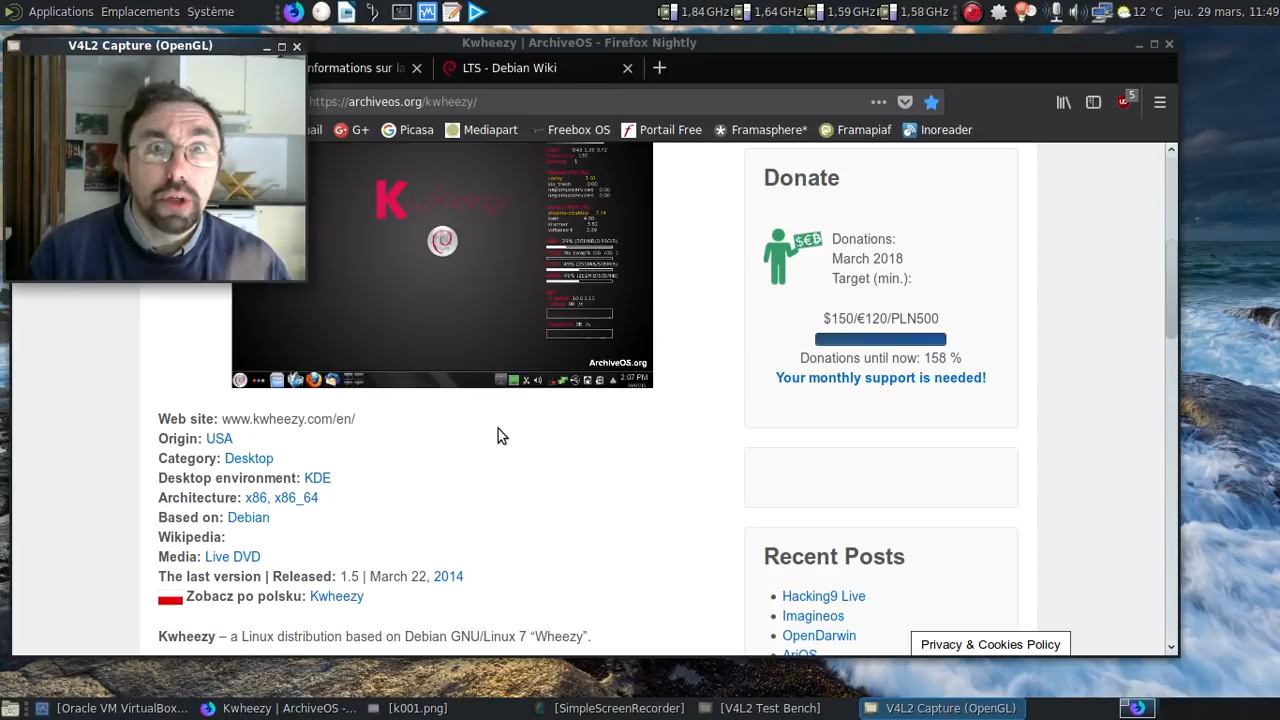 Applications Emplacements Système
1,84GHz 1,64 GHz 1,59 GHz 1,58 GHz 12 °C jeu. 29 mars, 11:49
V4L2 Capture (OpenGL)
Kwheezy | ArchiveOS - Firefox Nightly
nformations sur la
LTS - Debian Wiki
https://archiveos.org/kwheezy/
5
ail G+ Picasa Mediapart Freebox OS Portail Free Framasphere* Framapiaf Inoreader
Kwheezy
ArchiveOS.org
2:07 PM
Web site: www.kwheezy.com/en/
Origin: USA
Category: Desktop
Desktop environment: KDE
Architecture: x86, x86_64
Based on: Debian
Wikipedia:
Media: Live DVD
The last version | Released: 1.5 | March 22, 2014
Zobacz po polsku: Kwheezy
Kwheezy – a Linux distribution based on Debian GNU/Linux 7 “Wheezy”.
Donate
Donations:
March 2018
Target (min.):
$150/€120/PLN500
Donations until now: 158 %
Your monthly support is needed!
Recent Posts
Hacking9 Live
Imagineos
OpenDarwin
AriOS
Privacy & Cookies Policy
[Oracle VM VirtualBox... Kwheezy | ArchiveOS -... [k001.png] [SimpleScreenRecorder] [V4L2 Test Bench] V4L2 Capture (OpenGL)